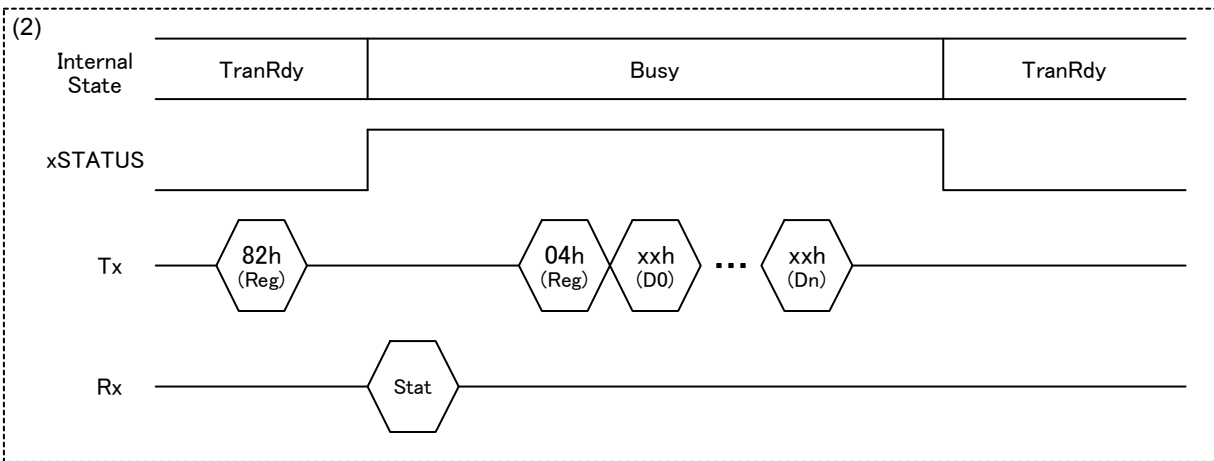 (2)
Internal
State
TranRdy
Busy
TranRdy
xSTATUS
Tx
82h
(Reg)
04h
(Reg)
xxh
(D0)
...
xxh
(Dn)
Rx
Stat